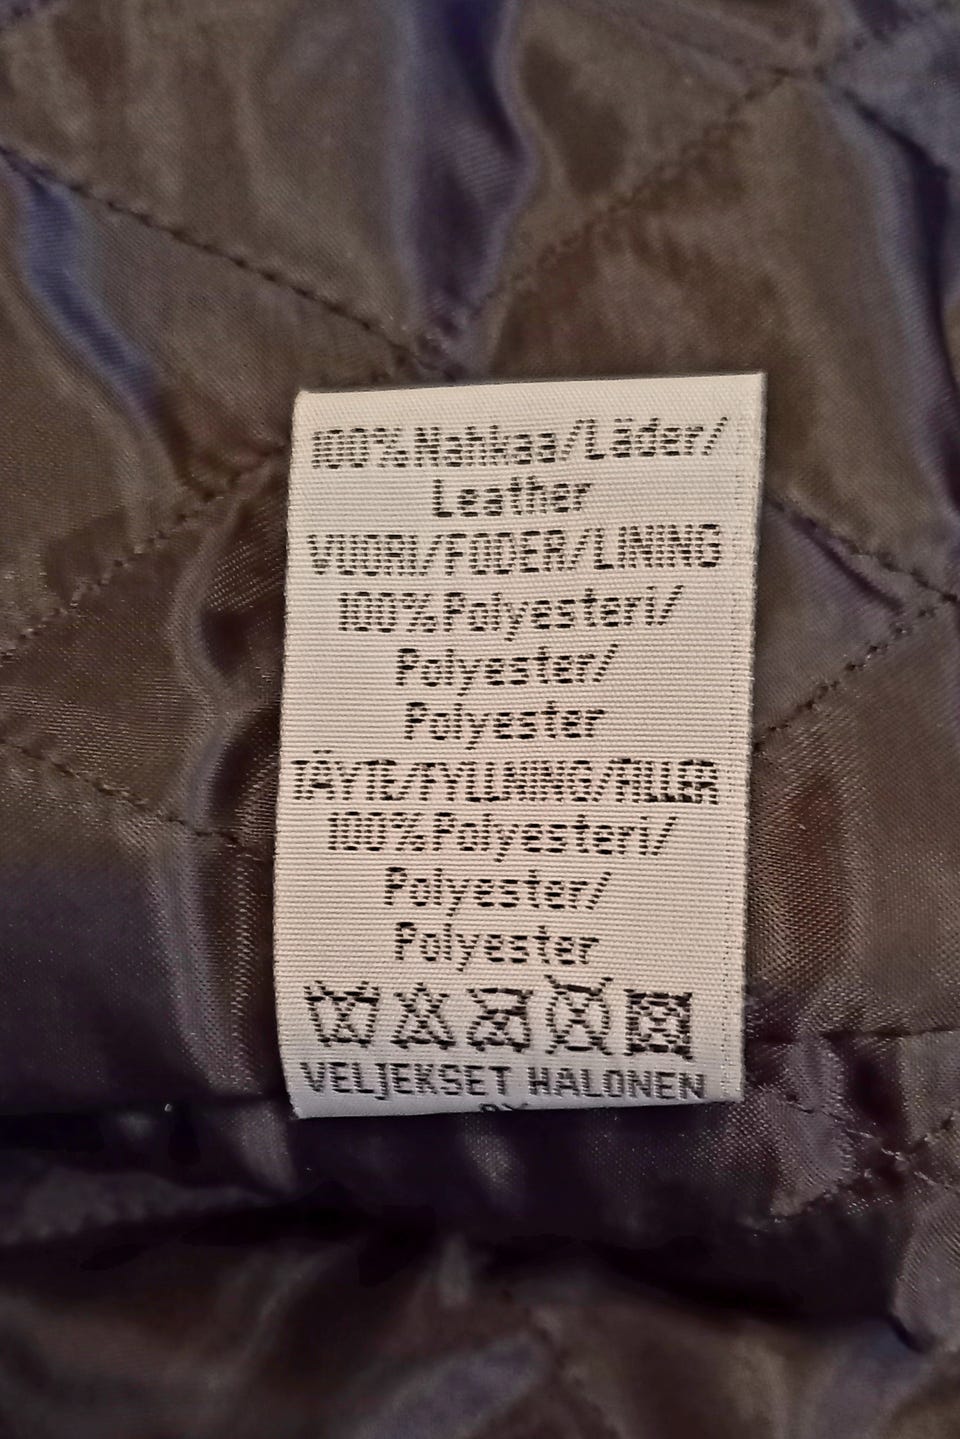 100%Nahkaa/Läder/
Leather
VUORI/FODER/LINING
100%Polyesteri/
Polyester/
Polyester
TÄYTE/FYLLNING/FILLER
100%Polyesteri/
Polyester/
Polyester
VELJEKSET HALONEN